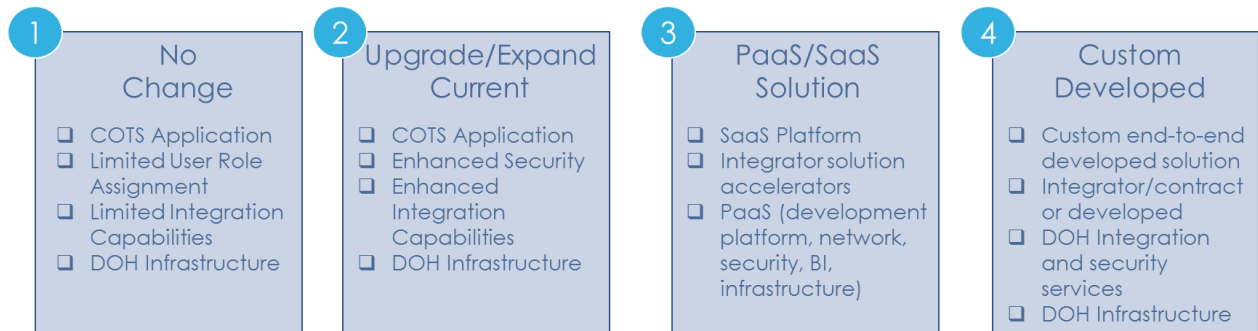 1
No
Change
❑ COTS Application
❑ Limited User Role
Assignment
❑ Limited Integration
Capabilities
❑ DOH Infrastructure
2
Upgrade/Expand
Current
❑ COTS Application
❑ Enhanced Security
❑ Enhanced
Integration
Capabilities
❑ DOH Infrastructure
3
PaaS/SaaS
Solution
❑ SaaS Platform
❑ Integrator solution
accelerators
❑ PaaS (development
platform, network,
security, BI,
infrastructure)
4
Custom
Developed
❑ Custom end-to-end
developed solution
❑ Integrator/contract
or developed
❑ DOH Integration
and security
services
❑ DOH Infrastructure